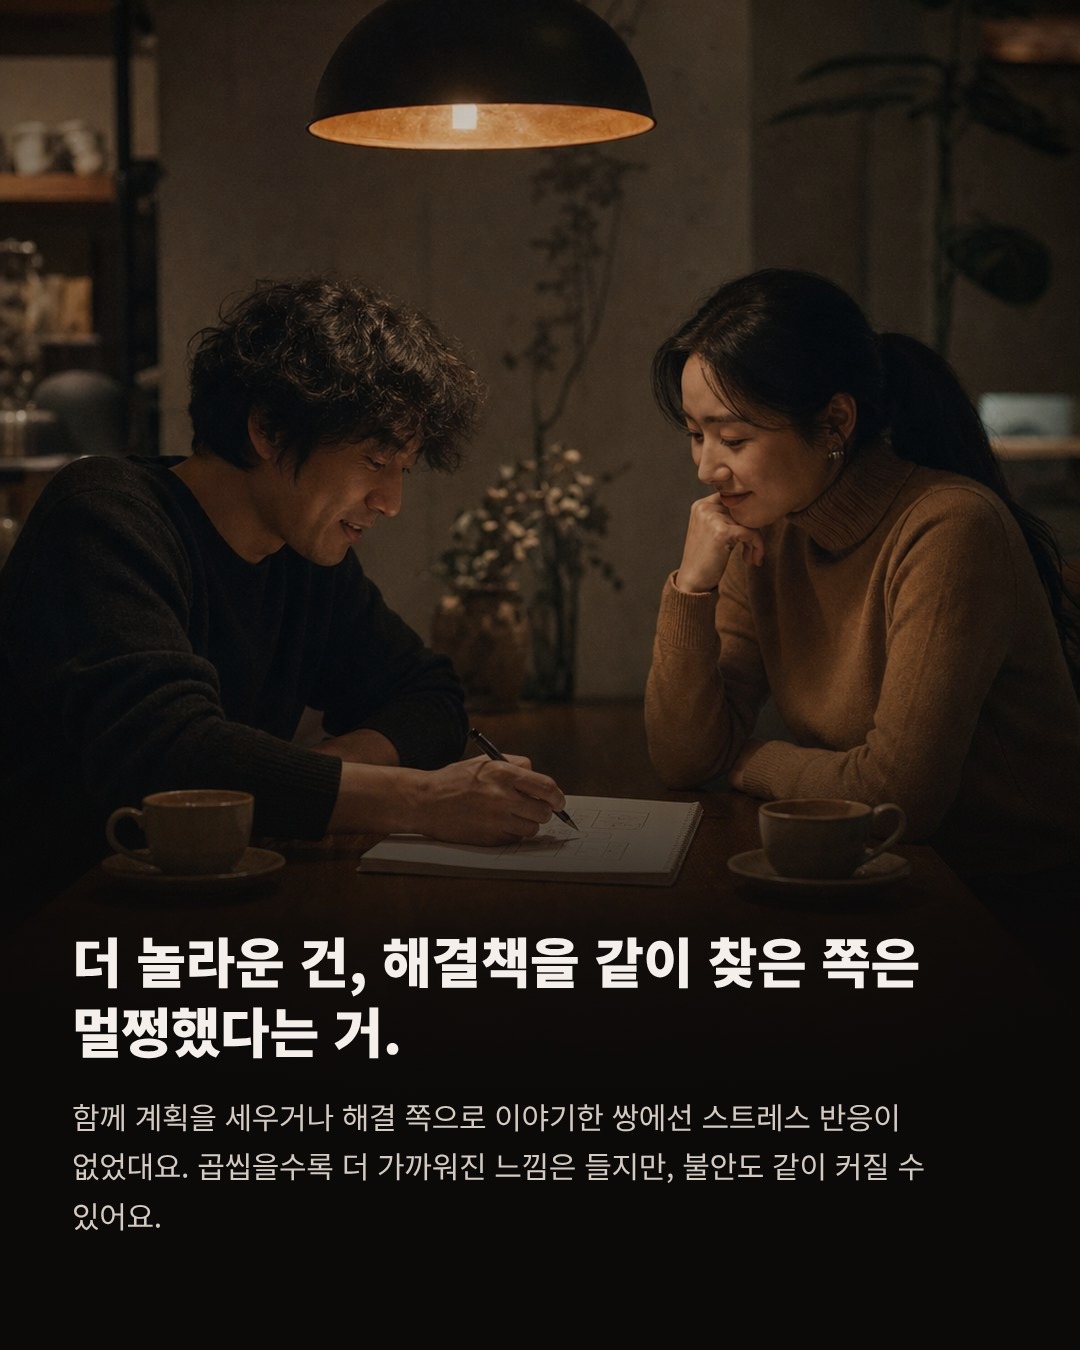 더 놀라운 건, 해결책을 같이 찾은 쪽은
멀쩡했다는 거.
함께 계획을 세우거나 해결 쪽으로 이야기한 쌍에선 스트레스 반응이
없었대요. 곱씹을수록 더 가까워진 느낌은 들지만, 불안도 같이 커질 수
있어요.